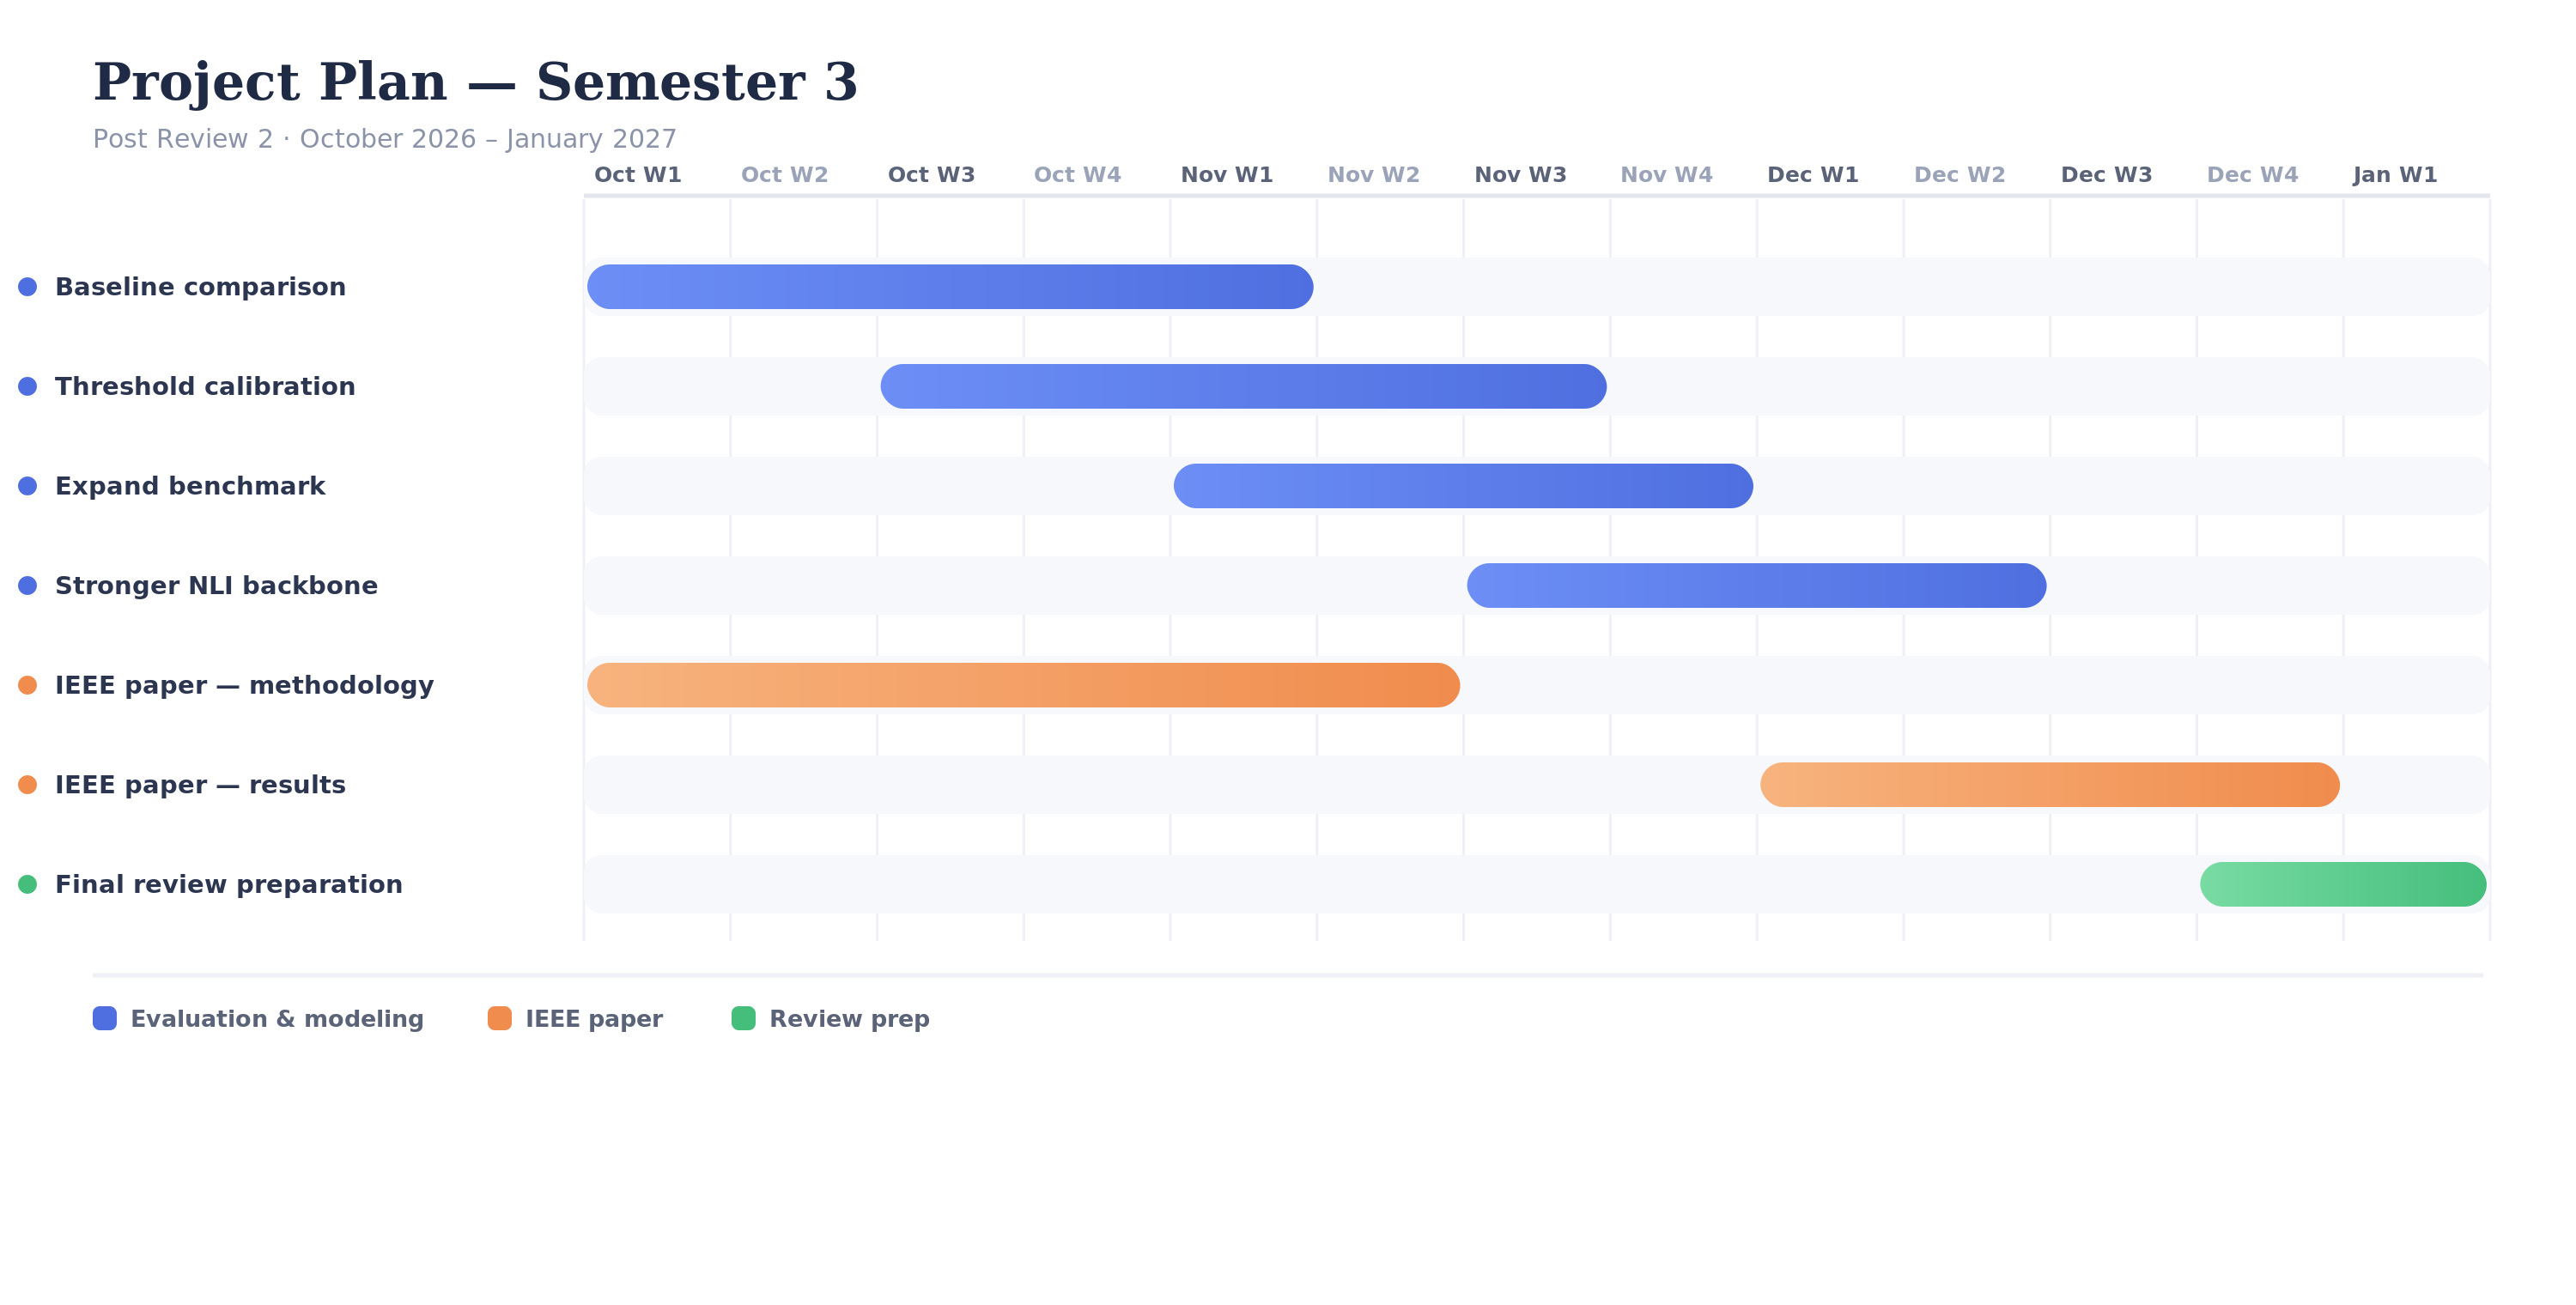 Project Plan — Semester 3
Post Review 2 · October 2026 – January 2027
Oct W1 Oct W2 Oct W3 Oct W4 Nov W1 Nov W2 Nov W3 Nov W4 Dec W1 Dec W2 Dec W3 Dec W4 Jan W1
Baseline comparison
Threshold calibration
Expand benchmark
Stronger NLI backbone
IEEE paper — methodology
IEEE paper — results
Final review preparation
Evaluation & modeling IEEE paper Review prep